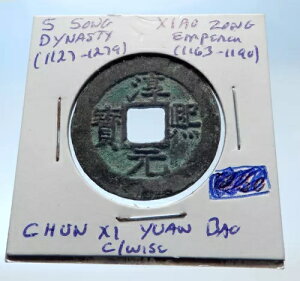 S SONG
DYNASTY
(1127-1279)
XIAO ZONG
EMPEROR
(1163-1190)
淳
熙
元
寶
CHUN XI YUAN BAO
C/WISE